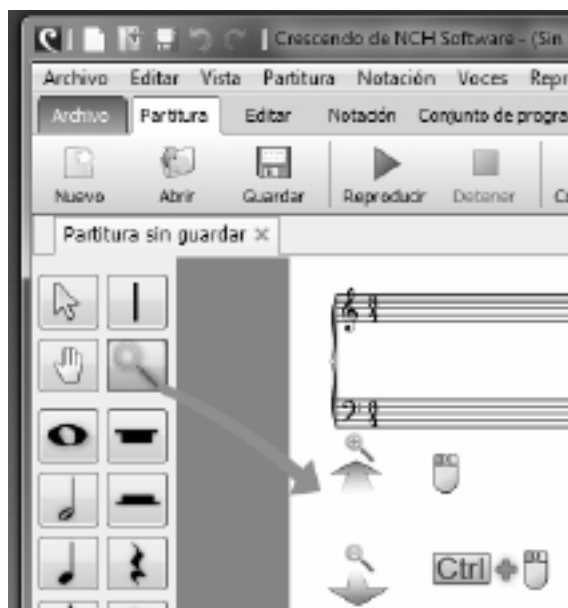 Crescendo de NCH Software - (Sin
Archivo Editar Vista Partitura Notación Voces Repr
Archivo Partitura Editar Notación Conjunto de progra
Nuevo Abrir Guardar Reproducir Detener
Partitura sin guardar ×
Ctrl